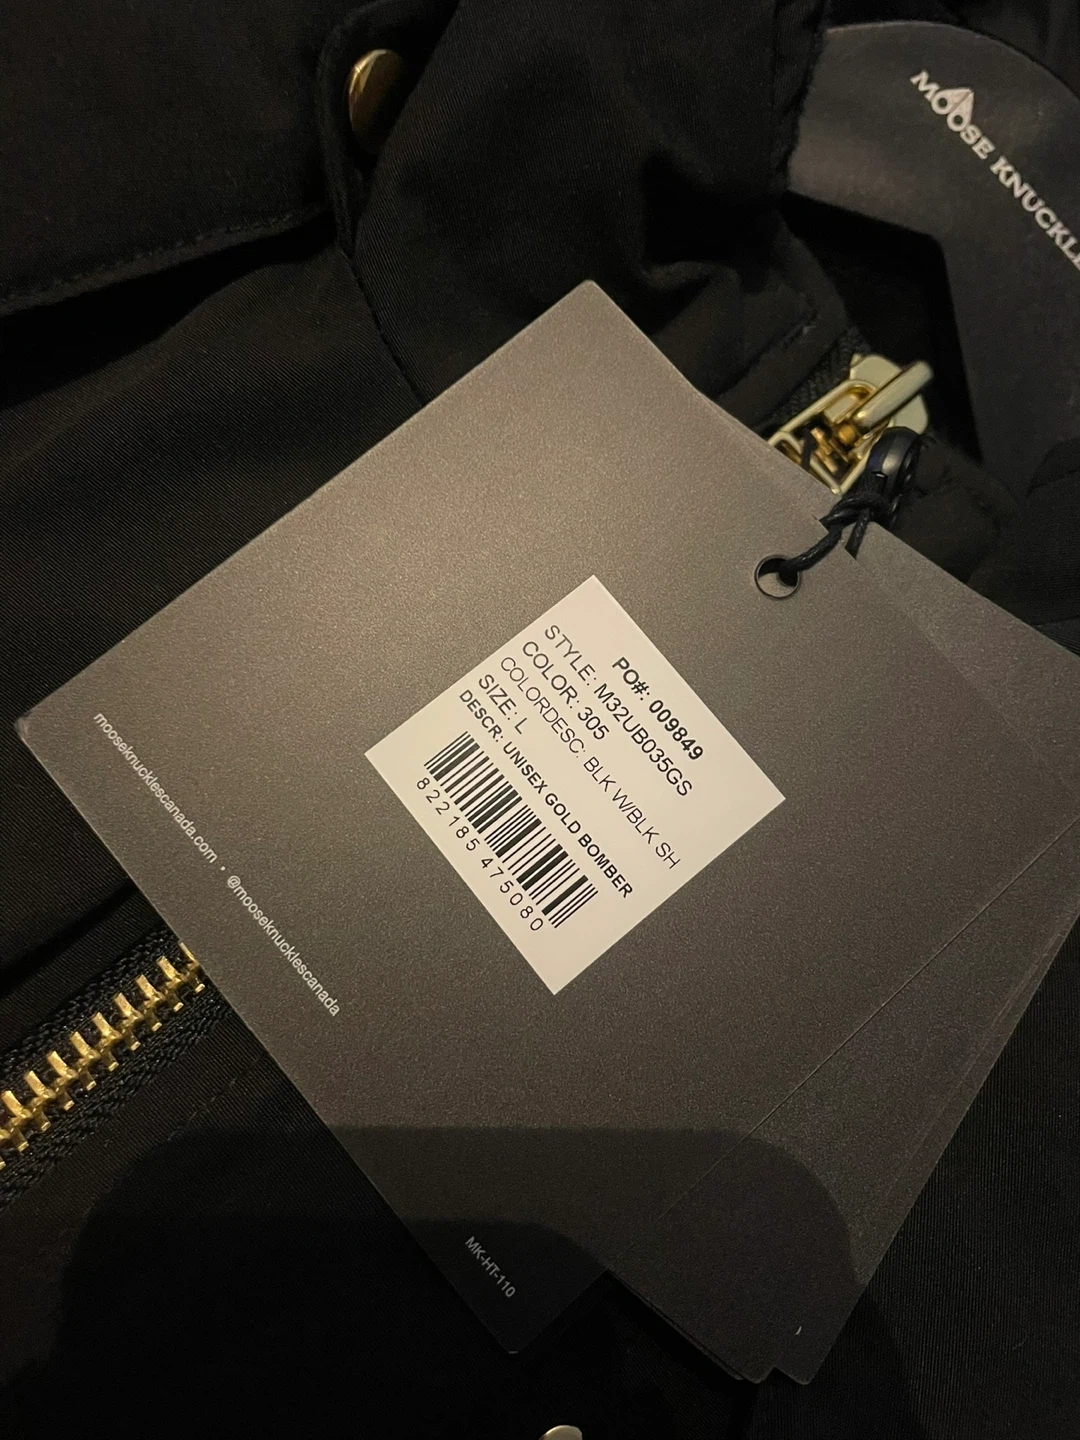 MOOSE KNUCKLE
PO#: 009849
STYLE: M32UB035GS
COLOR: 305
COLORDESC: BLK W/BLK SH
SIZE: L
DESCR: UNISEX GOLD BOMBER
822185475080
mooseknucklescanada.com • @mooseknucklescanada
MK-HT-110